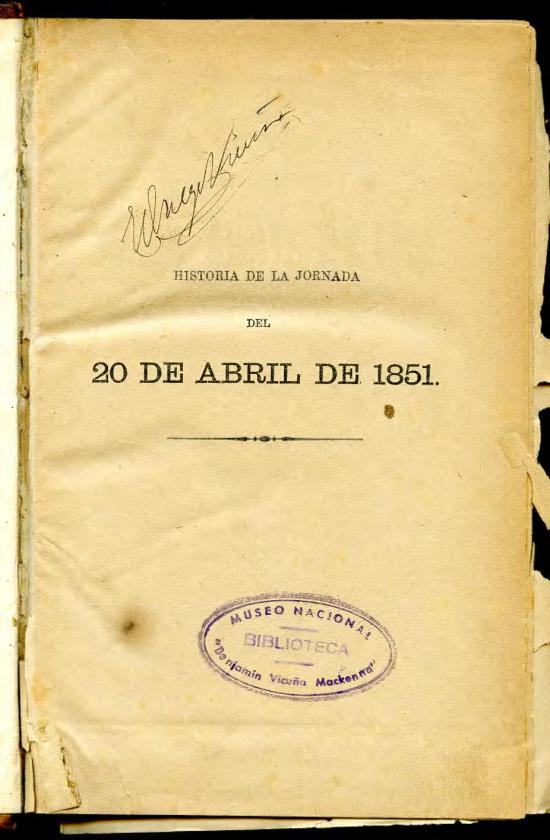 HISTORIA DE LA JORNADA
DEL
20 DE ABRIL DE 1851.
MUSEO NACIONAL
BIBLIOTECA
"Benjamin Vicuña Mackenna"